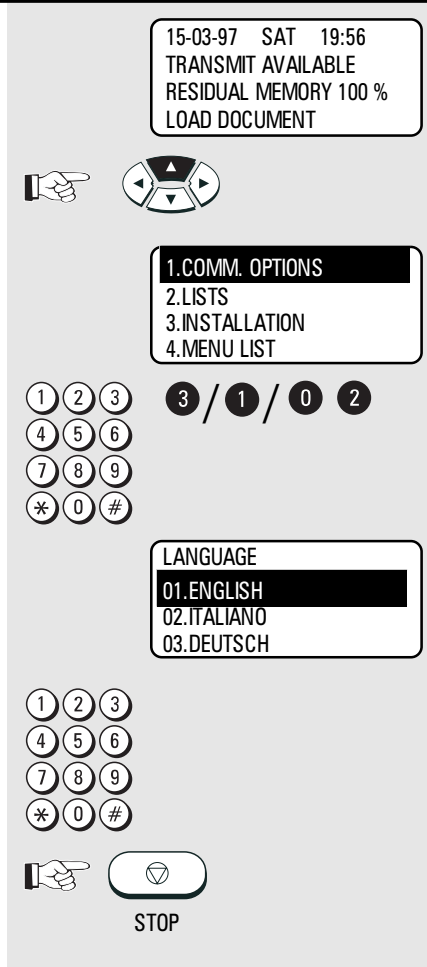 15-03-97 SAT 19:56
TRANSMIT AVAILABLE
RESIDUAL MEMORY 100 %
LOAD DOCUMENT
1.COMM. OPTIONS
2.LISTS
3.INSTALLATION
4.MENU LIST
1 2 3 3 / 1 / 0 2
4 5 6
7 8 9
* 0 #
LANGUAGE
01.ENGLISH
02.ITALIANO
03.DEUTSCH
1 2 3
4 5 6
7 8 9
* 0 #
STOP